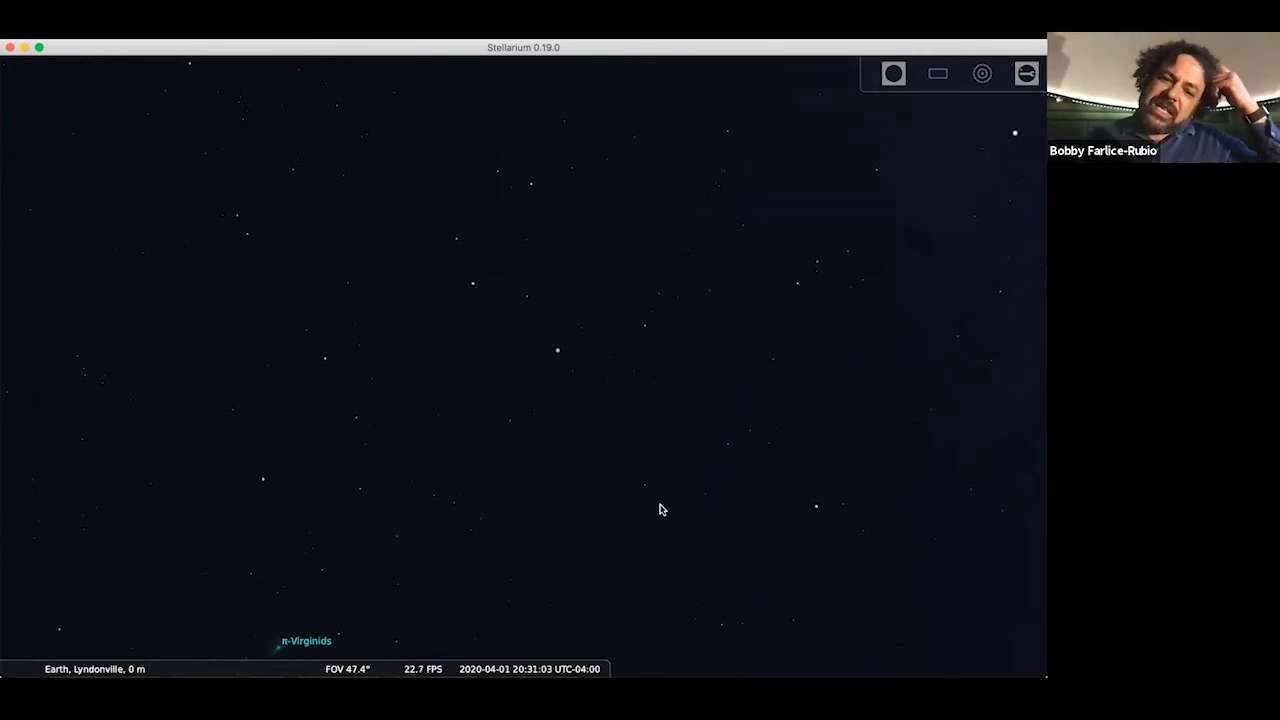 Stellarium 0.19.0
Bobby Farlice-Rubio
π-Virginids
Earth, Lyndonville, 0 m FOV 47.4° 22.7 FPS 2020-04-01 20:31:03 UTC-04:00